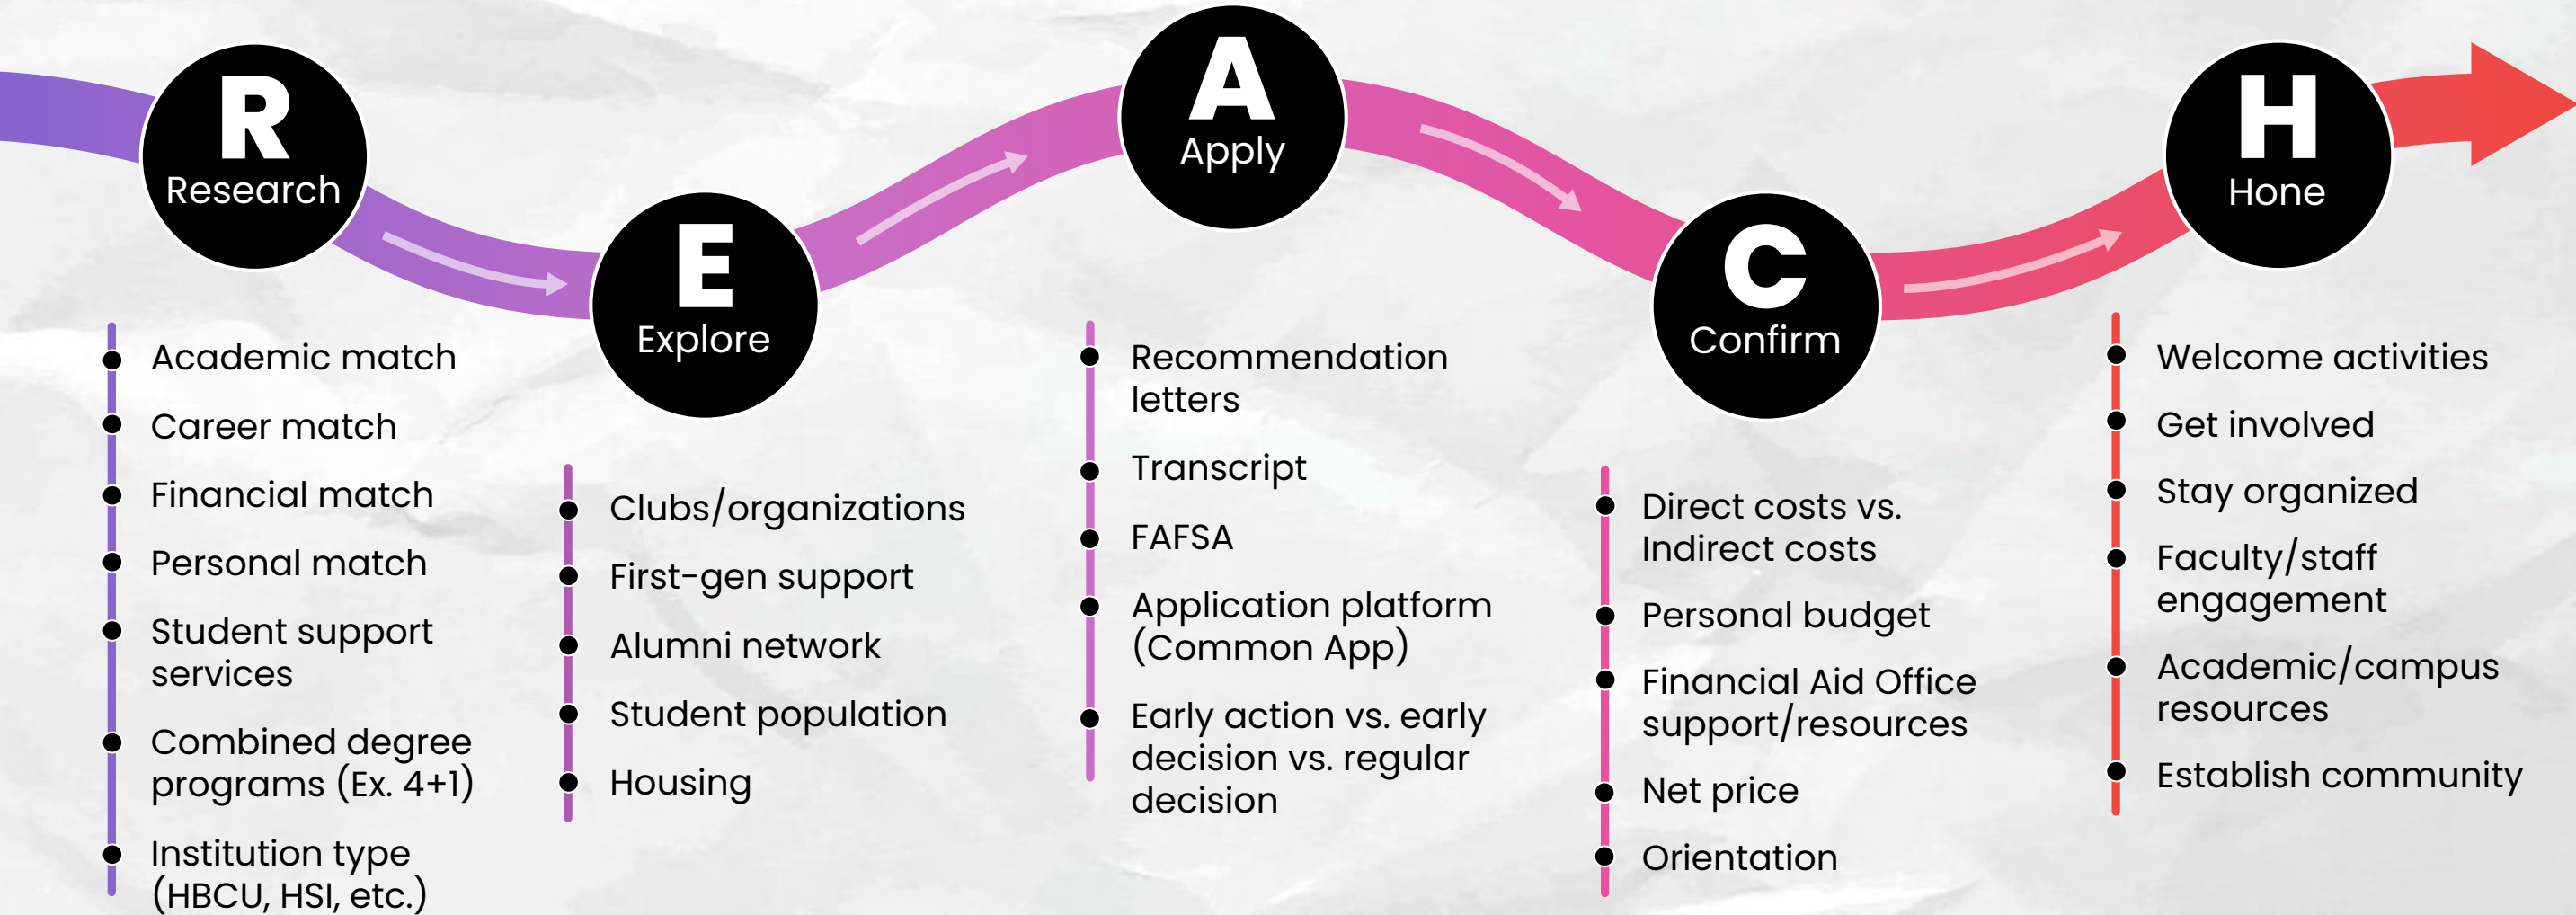 R
Research
Academic match
Career match
Financial match
Personal match
Student support
services
Combined degree
programs (Ex. 4+1)
Institution type
(HBCU, HSI, etc.)
E
Explore
Clubs/organizations
First-gen support
Alumni network
Student population
Housing
A
Apply
Recommendation
letters
Transcript
FAFSA
Application platform
(Common App)
Early action vs. early
decision vs. regular
decision
C
Confirm
Direct costs vs.
Indirect costs
Personal budget
Financial Aid Office
support/resources
Net price
Orientation
H
Hone
Welcome activities
Get involved
Stay organized
Faculty/staff
engagement
Academic/campus
resources
Establish community